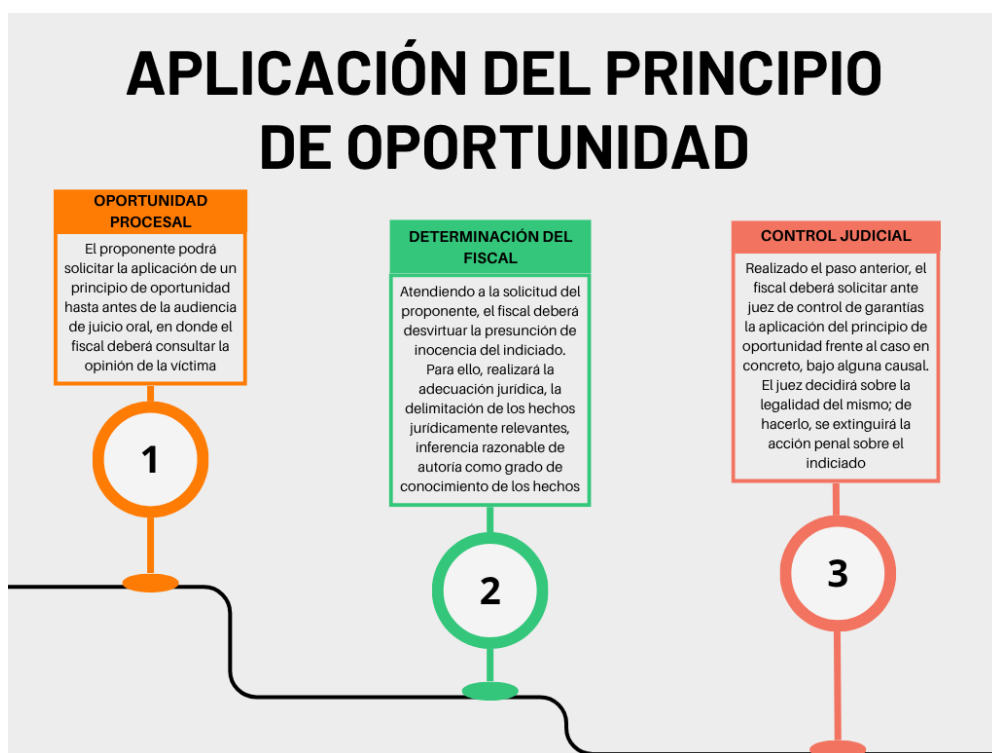 APLICACIÓN DEL PRINCIPIO
DE OPORTUNIDAD
OPORTUNIDAD
PROCESAL
El proponente podrá
solicitar la aplicación de un
principio de oportunidad
hasta antes de la audiencia
de juicio oral, en donde el
fiscal deberá consultar la
opinión de la víctima
1
DETERMINACIÓN DEL
FISCAL
Atendiendo a la solicitud del
proponente, el fiscal deberá
desvirtuar la presunción de
inocencia del indiciado.
Para ello, realizará la
adecuación jurídica, la
delimitación de los hechos
jurídicamente relevantes,
inferencia razonable de
autoría como grado de
conocimiento de los hechos
2
CONTROL JUDICIAL
Realizado el paso anterior, el
fiscal deberá solicitar ante
juez de control de garantías
la aplicación del principio de
oportunidad frente al caso en
concreto, bajo alguna causal.
El juez decidirá sobre la
legalidad del mismo; de
hacerlo, se extinguirá la
acción penal sobre el
indiciado
3